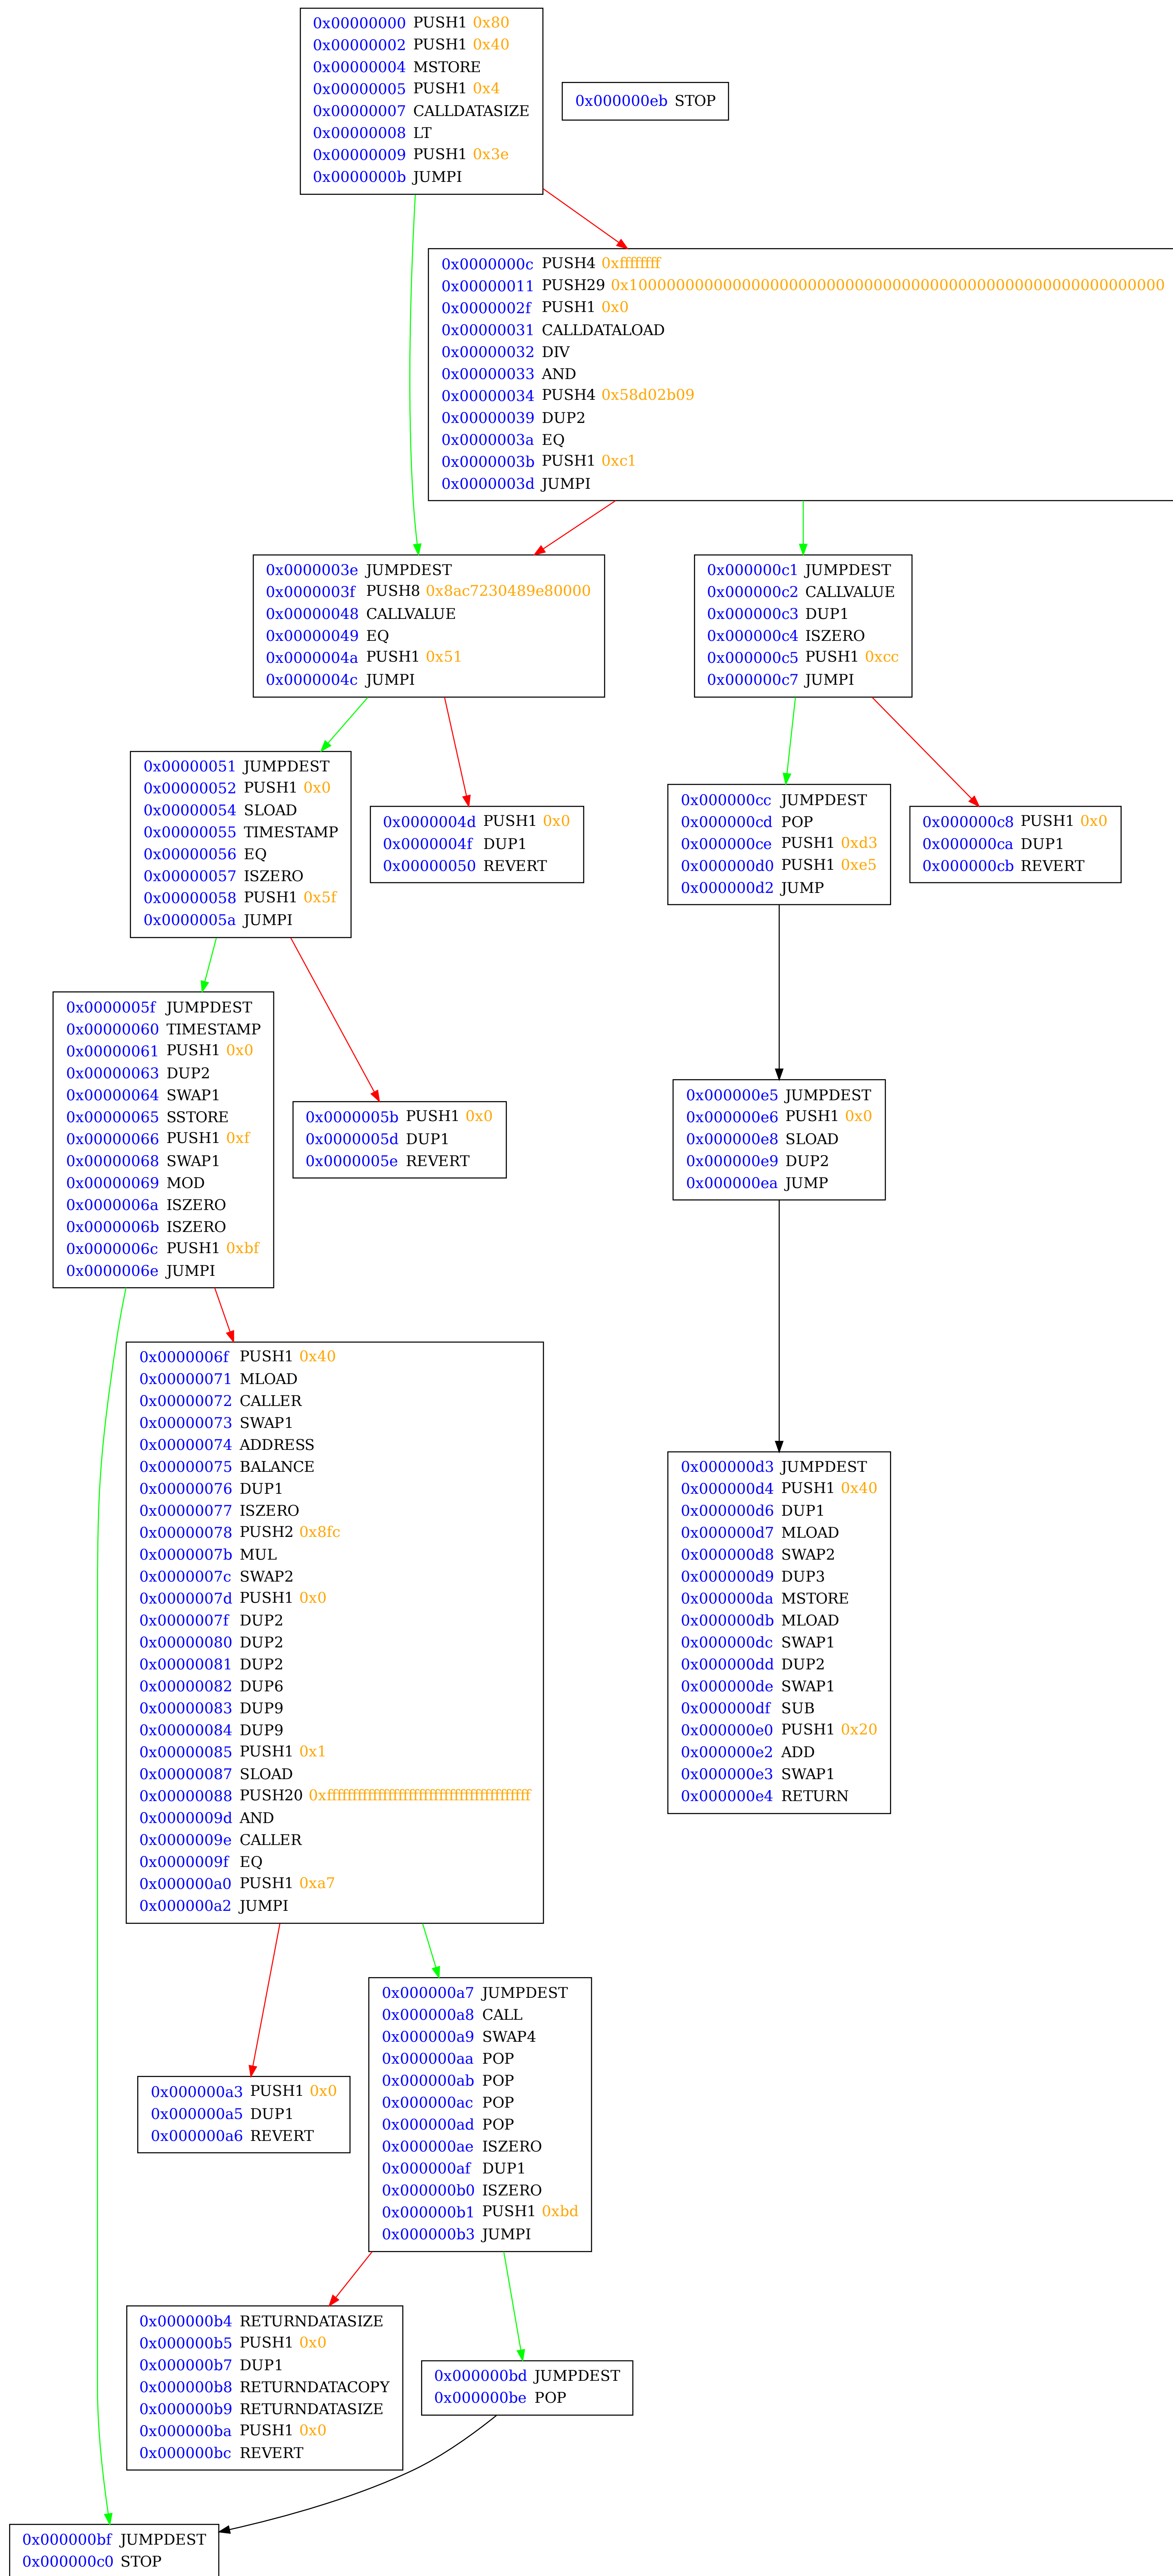 0x00000000 PUSH1 0x80
0x00000002 PUSH1 0x40
0x00000004 MSTORE
0x00000005 PUSH1 0x4
0x00000007 CALLDATASIZE
0x00000008 LT
0x00000009 PUSH1 0x3e
0x0000000b JUMPI
0x000000eb STOP
0x0000000c PUSH4 0xffffffff
0x00000011 PUSH29 0x100000000000000000000000000000000000000000000000000000000
0x0000002f PUSH1 0x0
0x00000031 CALLDATALOAD
0x00000032 DIV
0x00000033 AND
0x00000034 PUSH4 0x58d02b09
0x00000039 DUP2
0x0000003a EQ
0x0000003b PUSH1 0xc1
0x0000003d JUMPI
0x0000003e JUMPDEST
0x0000003f PUSH8 0x8ac7230489e80000
0x00000048 CALLVALUE
0x00000049 EQ
0x0000004a PUSH1 0x51
0x0000004c JUMPI
0x000000c1 JUMPDEST
0x000000c2 CALLVALUE
0x000000c3 DUP1
0x000000c4 ISZERO
0x000000c5 PUSH1 0xcc
0x000000c7 JUMPI
0x00000051 JUMPDEST
0x00000052 PUSH1 0x0
0x00000054 SLOAD
0x00000055 TIMESTAMP
0x00000056 EQ
0x00000057 ISZERO
0x00000058 PUSH1 0x5f
0x0000005a JUMPI
0x0000004d PUSH1 0x0
0x0000004f DUP1
0x00000050 REVERT
0x000000cc JUMPDEST
0x000000cd POP
0x000000ce PUSH1 0xd3
0x000000d0 PUSH1 0xe5
0x000000d2 JUMP
0x000000c8 PUSH1 0x0
0x000000ca DUP1
0x000000cb REVERT
0x0000005f JUMPDEST
0x00000060 TIMESTAMP
0x00000061 PUSH1 0x0
0x00000063 DUP2
0x00000064 SWAP1
0x00000065 SSTORE
0x00000066 PUSH1 0xf
0x00000068 SWAP1
0x00000069 MOD
0x0000006a ISZERO
0x0000006b ISZERO
0x0000006c PUSH1 0xbf
0x0000006e JUMPI
0x0000005b PUSH1 0x0
0x0000005d DUP1
0x0000005e REVERT
0x000000e5 JUMPDEST
0x000000e6 PUSH1 0x0
0x000000e8 SLOAD
0x000000e9 DUP2
0x000000ea JUMP
0x0000006f PUSH1 0x40
0x00000071 MLOAD
0x00000072 CALLER
0x00000073 SWAP1
0x00000074 ADDRESS
0x00000075 BALANCE
0x00000076 DUP1
0x00000077 ISZERO
0x00000078 PUSH2 0x8fc
0x0000007b MUL
0x0000007c SWAP2
0x0000007d PUSH1 0x0
0x0000007f DUP2
0x00000080 DUP2
0x00000081 DUP2
0x00000082 DUP6
0x00000083 DUP9
0x00000084 DUP9
0x00000085 PUSH1 0x1
0x00000087 SLOAD
0x00000088 PUSH20 0xffffffffffffffffffffffffffffffffffffffff
0x0000009d AND
0x0000009e CALLER
0x0000009f EQ
0x000000a0 PUSH1 0xa7
0x000000a2 JUMPI
0x000000d3 JUMPDEST
0x000000d4 PUSH1 0x40
0x000000d6 DUP1
0x000000d7 MLOAD
0x000000d8 SWAP2
0x000000d9 DUP3
0x000000da MSTORE
0x000000db MLOAD
0x000000dc SWAP1
0x000000dd DUP2
0x000000de SWAP1
0x000000df SUB
0x000000e0 PUSH1 0x20
0x000000e2 ADD
0x000000e3 SWAP1
0x000000e4 RETURN
0x000000a7 JUMPDEST
0x000000a8 CALL
0x000000a9 SWAP4
0x000000aa POP
0x000000ab POP
0x000000ac POP
0x000000ad POP
0x000000ae ISZERO
0x000000af DUP1
0x000000b0 ISZERO
0x000000b1 PUSH1 0xbd
0x000000b3 JUMPI
0x000000a3 PUSH1 0x0
0x000000a5 DUP1
0x000000a6 REVERT
0x000000b4 RETURNDATASIZE
0x000000b5 PUSH1 0x0
0x000000b7 DUP1
0x000000b8 RETURNDATACOPY
0x000000b9 RETURNDATASIZE
0x000000ba PUSH1 0x0
0x000000bc REVERT
0x000000bd JUMPDEST
0x000000be POP
0x000000bf JUMPDEST
0x000000c0 STOP